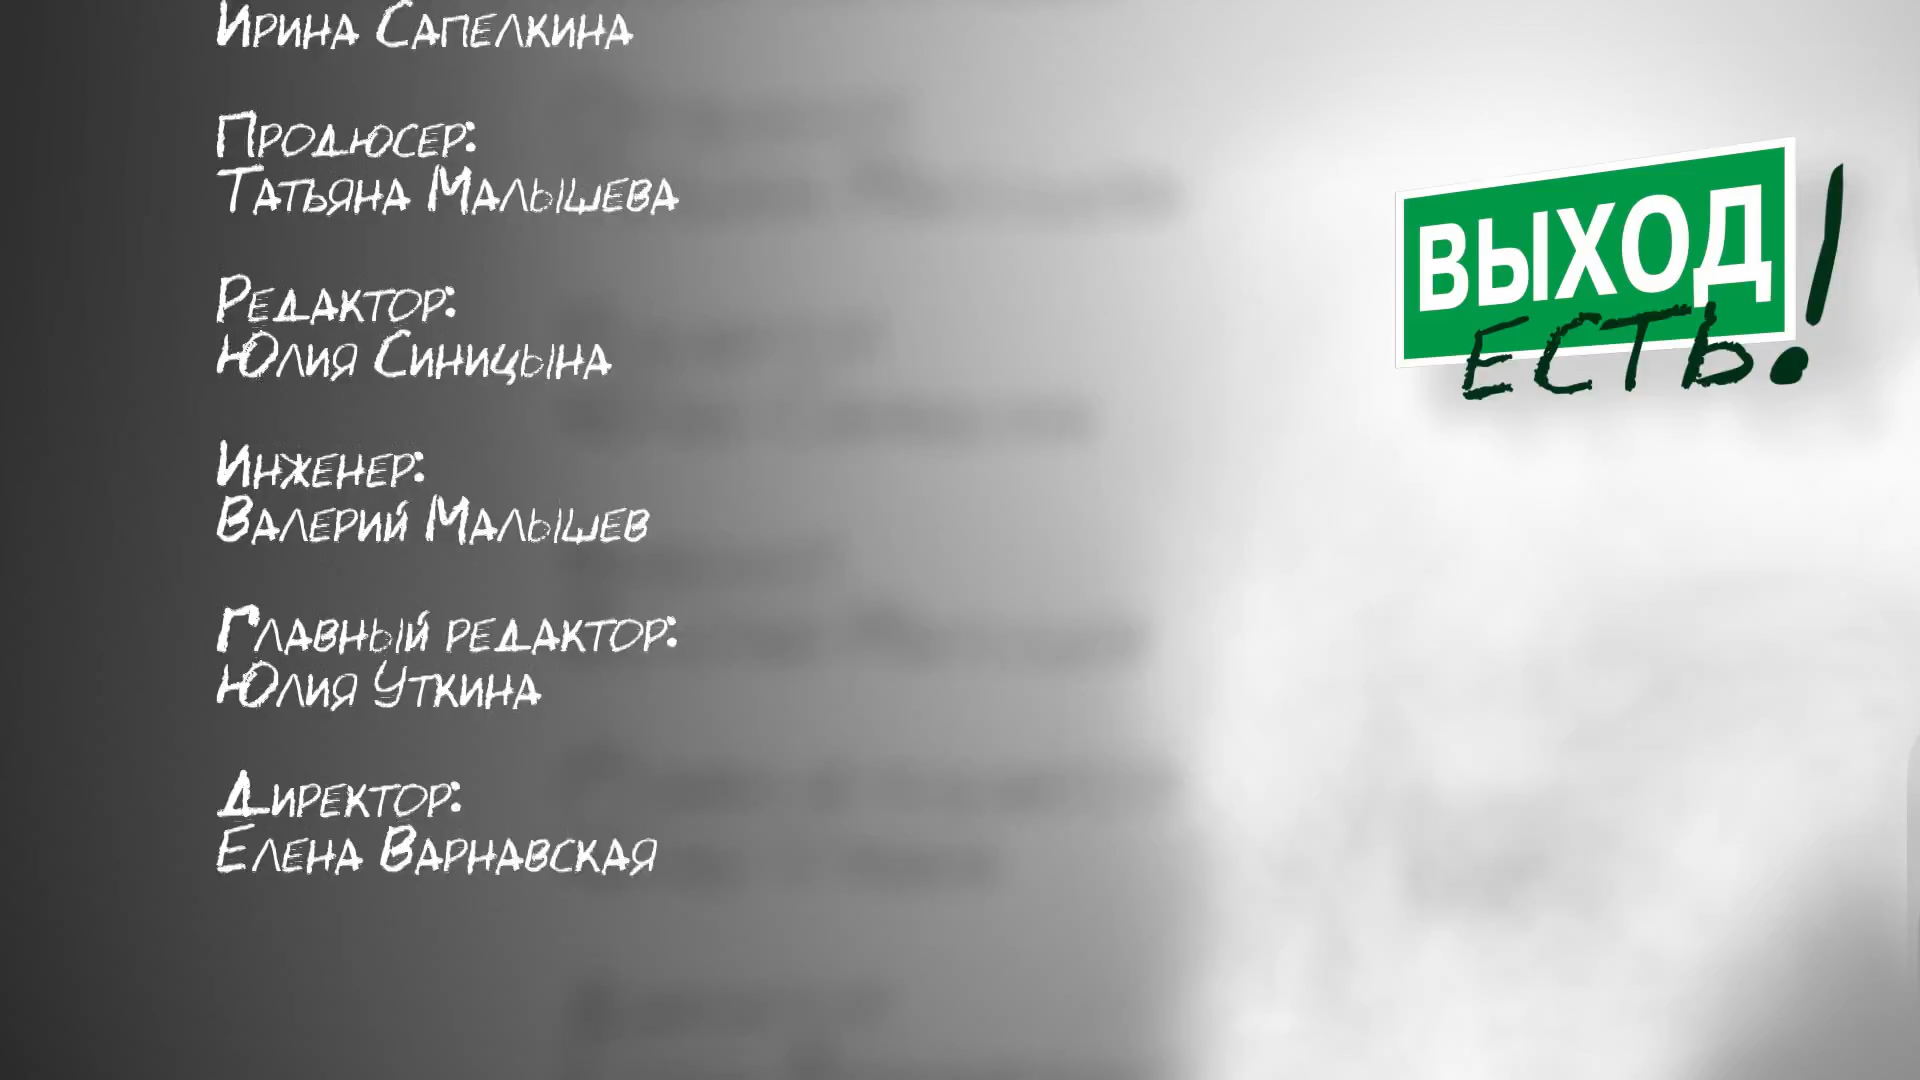 Ирина Сапелкина
Продюсер:
Татьяна Малышева
Редактор:
Юлия Синицына
Инженер:
Валерий Малышев
Главный редактор:
Юлия Уткина
Директор:
Елена Варнавская
ВЫХОД
ЕСТЬ!